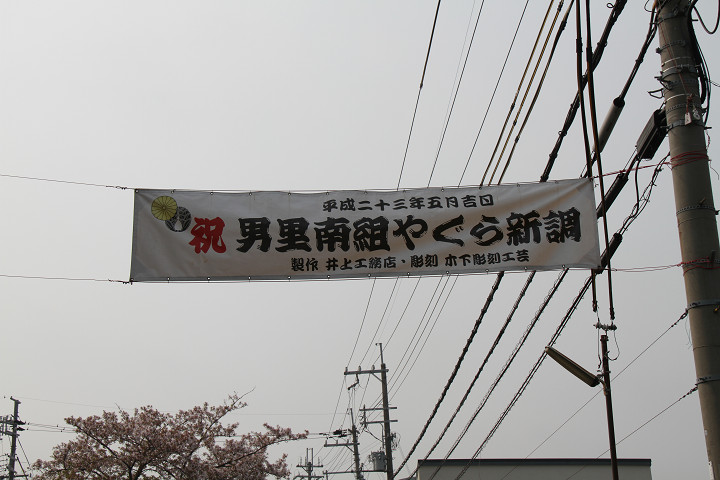 平成二十三年五月吉日
祝 男里南組やぐら新調
製作 井上工務店・彫刻 木下彫刻工芸